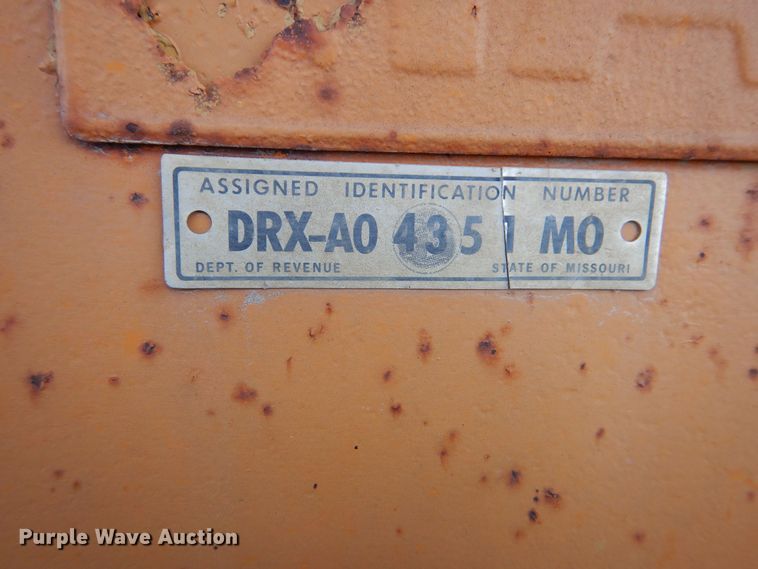 ASSIGNED IDENTIFICATION NUMBER
DRX-A0 4351 MO
DEPT. OF REVENUE STATE OF MISSOURI
Purple Wave Auction